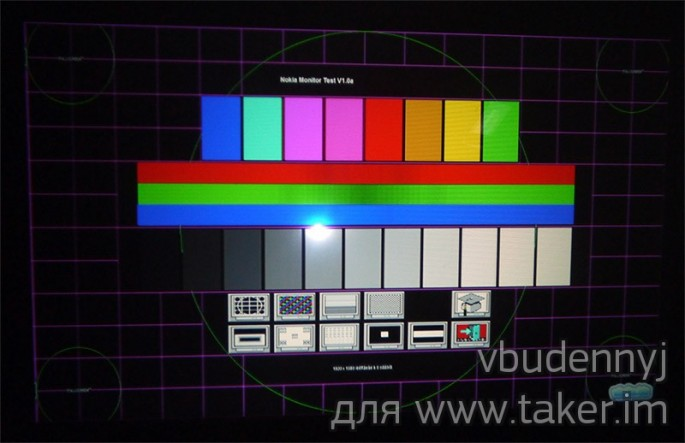 Nokia Monitor Test V1.0a
vbudennyj
для www.taker.im